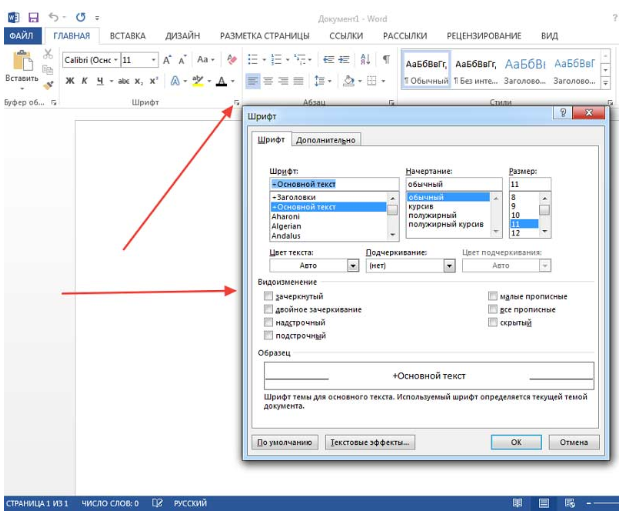 Документ1 - Word ?
ФАЙЛ ГЛАВНАЯ ВСТАВКА ДИЗАЙН РАЗМЕТКА СТРАНИЦЫ ССЫЛКИ РАССЫЛКИ РЕЦЕНЗИРОВАНИЕ ВИД
Calibri (Оснс 11 А А Aa
Вставить Ж К Ч abc x, x² A А
АаБбВвГг, АаБбВвГг, АаБбВі АаБбВвГ
¶ Обычный ¶ Без инте... Заголово... Заголово...
Буфер об... Шрифт Абзац Стили
Шрифт ? X
Шрифт Дополнительно
Шрифт: Начертание: Размер:
+Основной текст обычный 11
+Заголовки обычный 8
+Основной текст курсив 9
Aharoni полужирный 10
Algerian полужирный курсив 11
Andalus 12
Цвет текста: Подчеркивание: Цвет подчеркивания:
Авто (нет) Авто
Видоизменение
зачеркнутый малые прописные
двойное зачеркивание все прописные
надстрочный скрытый
подстрочный
Образец
+Основной текст
Шрифт темы для основного текста. Используемый шрифт определяется текущей темой
документа.
По умолчанию Текстовые эффекты... ОК Отмена
СТРАНИЦА 1 ИЗ 1 ЧИСЛО СЛОВ: 0 РУССКИЙ